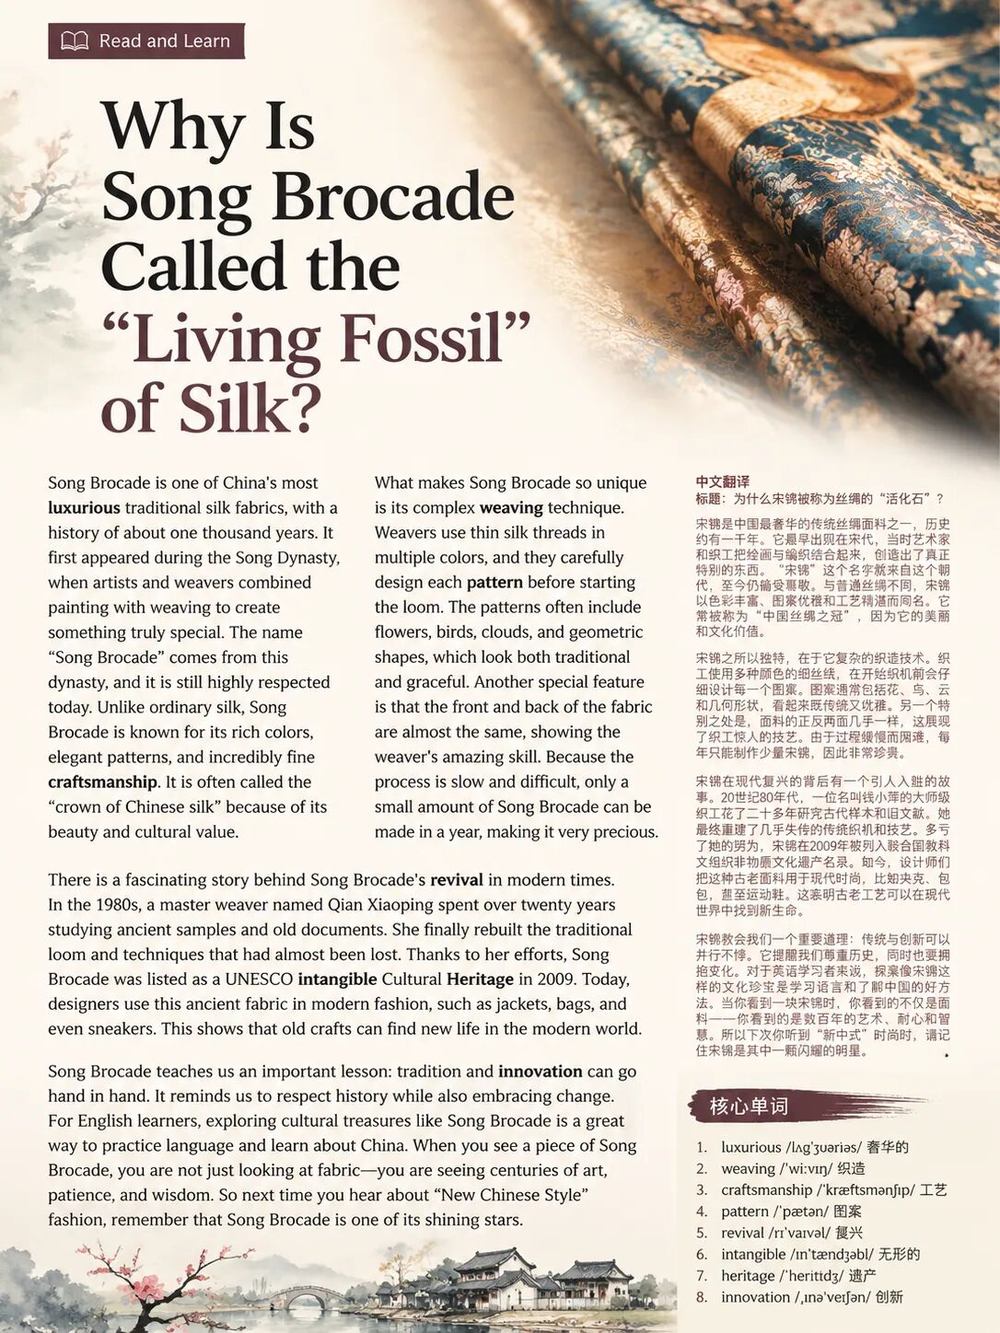 Read and Learn
Why Is
Song Brocade
Called the
“Living Fossil”
of Silk?
Song Brocade is one of China's most
luxurious traditional silk fabrics, with a
history of about one thousand years. It
first appeared during the Song Dynasty,
when artists and weavers combined
painting with weaving to create
something truly special. The name
“Song Brocade” comes from this
dynasty, and it is still highly respected
today. Unlike ordinary silk, Song
Brocade is known for its rich colors,
elegant patterns, and incredibly fine
craftsmanship. It is often called the
“crown of Chinese silk” because of its
beauty and cultural value.
What makes Song Brocade so unique
is its complex weaving technique.
Weavers use thin silk threads in
multiple colors, and they carefully
design each pattern before starting
the loom. The patterns often include
flowers, birds, clouds, and geometric
shapes, which look both traditional
and graceful. Another special feature
is that the front and back of the fabric
are almost the same, showing the
weaver's amazing skill. Because the
process is slow and difficult, only a
small amount of Song Brocade can be
made in a year, making it very precious.
There is a fascinating story behind Song Brocade's revival in modern times.
In the 1980s, a master weaver named Qian Xiaoping spent over twenty years
studying ancient samples and old documents. She finally rebuilt the traditional
loom and techniques that had almost been lost. Thanks to her efforts, Song
Brocade was listed as a UNESCO intangible Cultural Heritage in 2009. Today,
designers use this ancient fabric in modern fashion, such as jackets, bags, and
even sneakers. This shows that old crafts can find new life in the modern world.
Song Brocade teaches us an important lesson: tradition and innovation can go
hand in hand. It reminds us to respect history while also embracing change.
For English learners, exploring cultural treasures like Song Brocade is a great
way to practice language and learn about China. When you see a piece of Song
Brocade, you are not just looking at fabric—you are seeing centuries of art,
patience, and wisdom. So next time you hear about “New Chinese Style”
fashion, remember that Song Brocade is one of its shining stars.
中文翻译
标题：为什么宋锦被称为丝绸的“活化石”？
宋锦是中国最奢华的传统丝绸面料之一，历史
约有一千年。它最早出现在宋代，当时艺术家
和织工把绘画与编织结合起来，创造出了真正
特别的东西。“宋锦”这个名字就来自这个朝
代，至今仍备受。与普通丝绸不同，宋锦
以色彩丰富、图案优雅和工艺精湛而闻名。它
常被称为“中国丝绸之冠”，因为它的美丽
和文化价值。
宋锦之所以独特，在于它复杂的织造技术。织
工使用多种颜色的细丝线，在开始织机前会仔
细设计每一个图案。图案通常包括花、鸟、云
和几何形状，看起来既传统又优雅。另一个特
别之处是，面料的正反两面几乎一样，这展现
了织工惊人的技艺。由于过程缓慢而困难，每
年只能制作少量宋锦，因此非常珍贵。
宋锦在现代复兴的背后有一个引人入胜的故
事。20世纪80年代，一位名叫钱小萍的大师级
织工花了二十多年研究古代样本和旧文献。她
最终重建了几乎失传的传统织机和技艺。多亏
了她的努力，宋锦在2009年被列入联合国教科
文组织非物质文化遗产名录。如今，设计师们
把这种古老面料用于现代时尚，比如夹克、包
包，甚至运动鞋。这表明古老工艺可以在现代
世界中找到新生命。
宋锦教会我们一个重要道理：传统与创新可以
并行不悖。它提醒我们尊重历史，同时也要拥
抱变化。对于英语学习者来说，探索像宋锦这
样的文化珍宝是学习语言和了解中国的好方
法。当你看到一块宋锦时，你看到的不仅是面
料——你看到的是数百年的艺术、耐心和智
慧。所以下次你听到“新中式”时尚时，请记
住宋锦是其中一颗闪耀的明星。
核心单词
1. luxurious /lʌɡˈʒʊəriəs/ 奢华的
2. weaving /ˈwiːvɪŋ/ 织造
3. craftsmanship /ˈkræftsmənʃɪp/ 工艺
4. pattern /ˈpætən/ 图案
5. revival /rɪˈvaɪvəl/ 复兴
6. intangible /ɪnˈtændʒəbl/ 无形的
7. heritage /ˈherɪtɪdʒ/ 遗产
8. innovation /ˌɪnəˈveɪʃən/ 创新